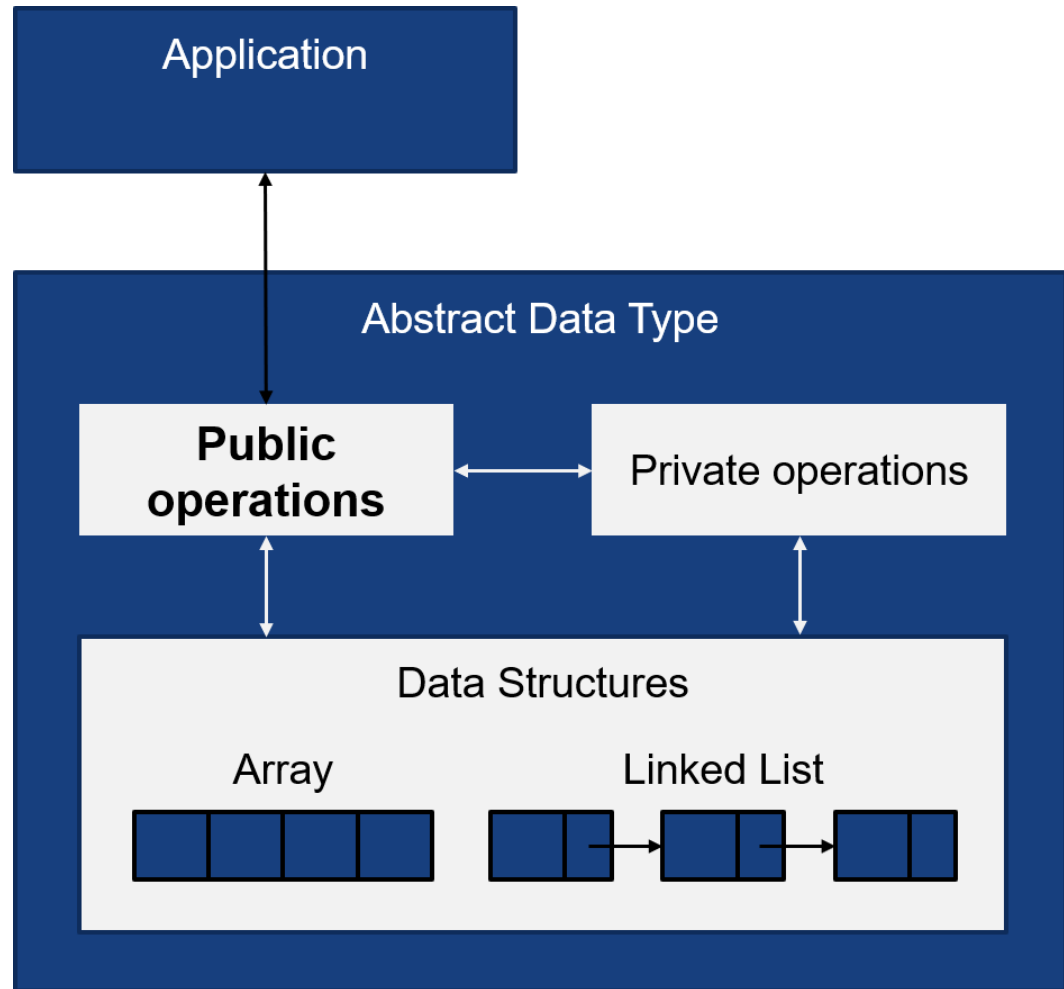 Application
Abstract Data Type
Public
operations
Private operations
Data Structures
Array
Linked List